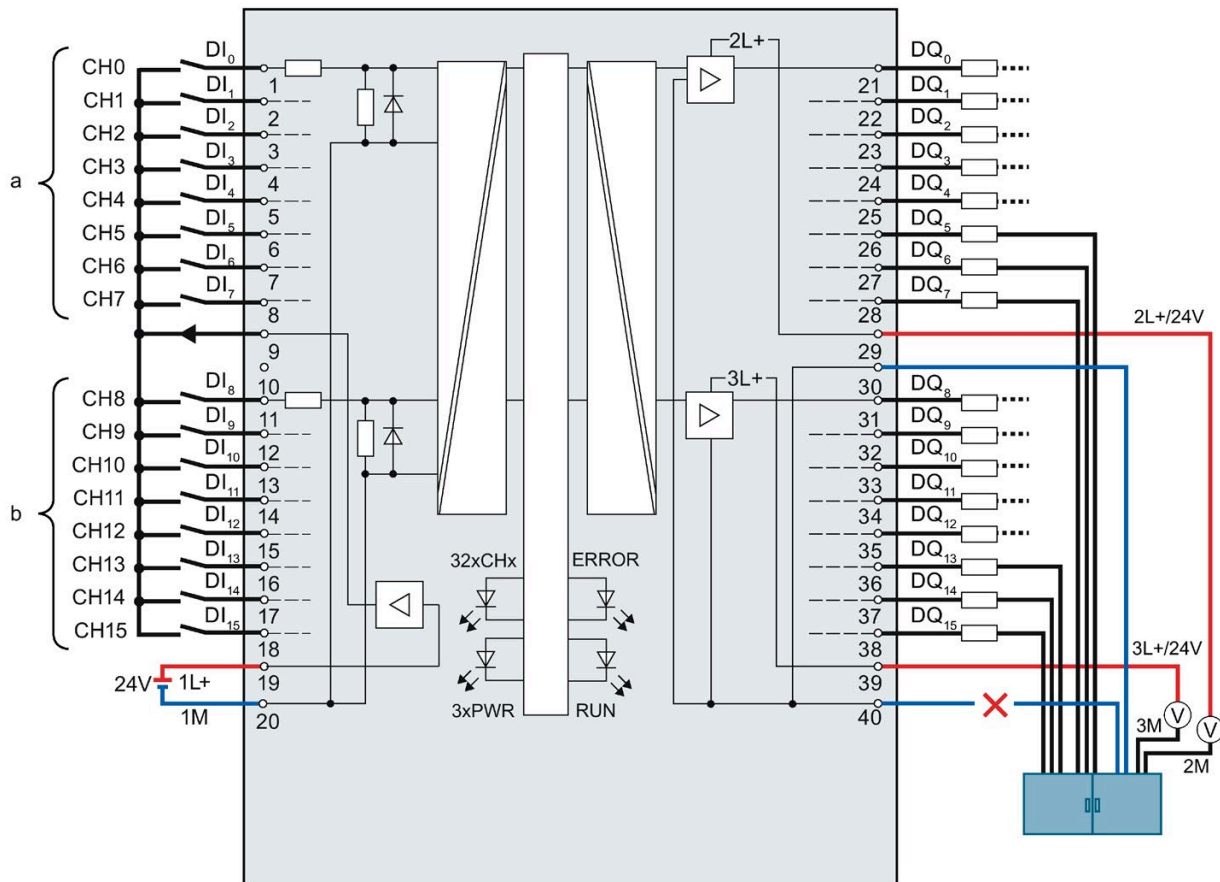 a
CH0
CH1
CH2
CH3
CH4
CH5
CH6
CH7
DI0
DI1
DI2
DI3
DI4
DI5
DI6
DI7
1
2
3
4
5
6
7
8
9
b
CH8
CH9
CH10
CH11
CH12
CH13
CH14
CH15
DI8
DI9
DI10
DI11
DI12
DI13
DI14
DI15
10
11
12
13
14
15
16
17
18
19
20
24V
1L+
1M
32xCHx
ERROR
3xPWR
RUN
2L+
3L+
DQ0
DQ1
DQ2
DQ3
DQ4
DQ5
DQ6
DQ7
21
22
23
24
25
26
27
28
29
2L+/24V
30
DQ8
DQ9
DQ10
DQ11
DQ12
DQ13
DQ14
DQ15
31
32
33
34
35
36
37
38
39
40
3L+/24V
V
V
3M
2M